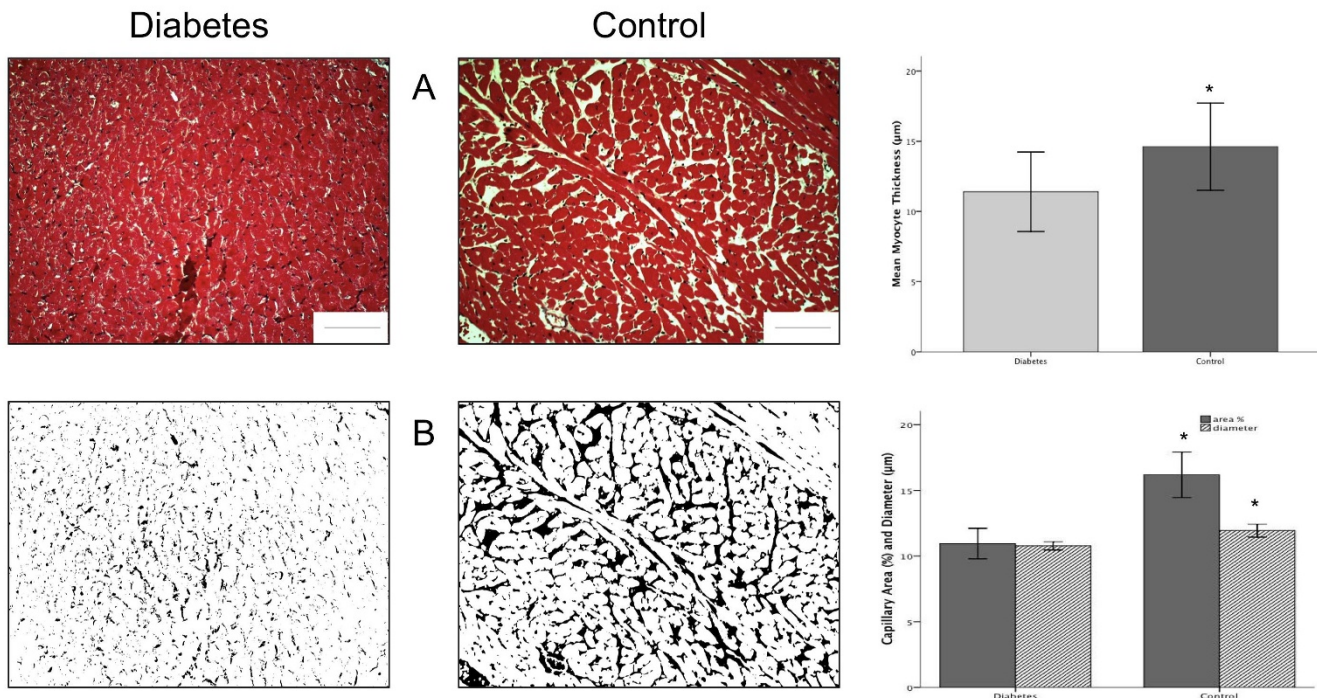 Diabetes
Control
A
Mean Myocyte Thickness (µm)
20
*
15
10
5
0
Diabetes
Control
B
Capillary Area (%) and Diameter (µm)
area %
diameter
20
*
15
*
10
5
0
Diabetes
Control